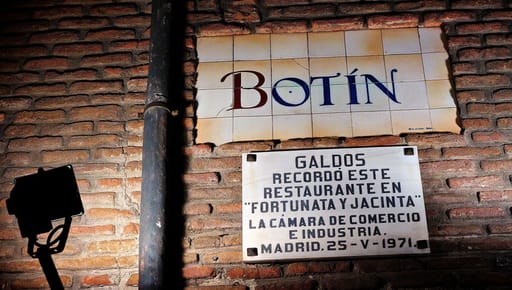 BOTÍN
GALDOS
RECORDÓ ESTE
RESTAURANTE EN
"FORTUNATA Y JACINTA"
LA CÁMARA DE COMERCIO
E INDUSTRIA.
MADRID. 25-V-1971.